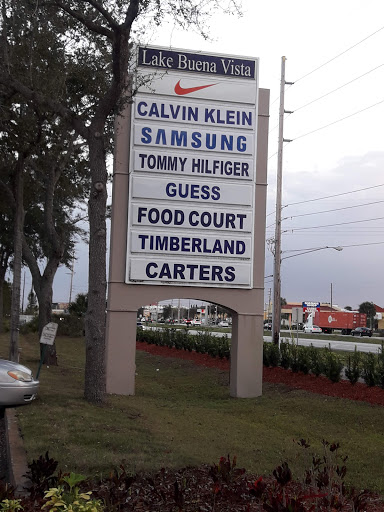 Lake Buena Vista
CALVIN KLEIN
SAMSUNG
TOMMY HILFIGER
GUESS
FOOD COURT
TIMBERLAND
CARTERS